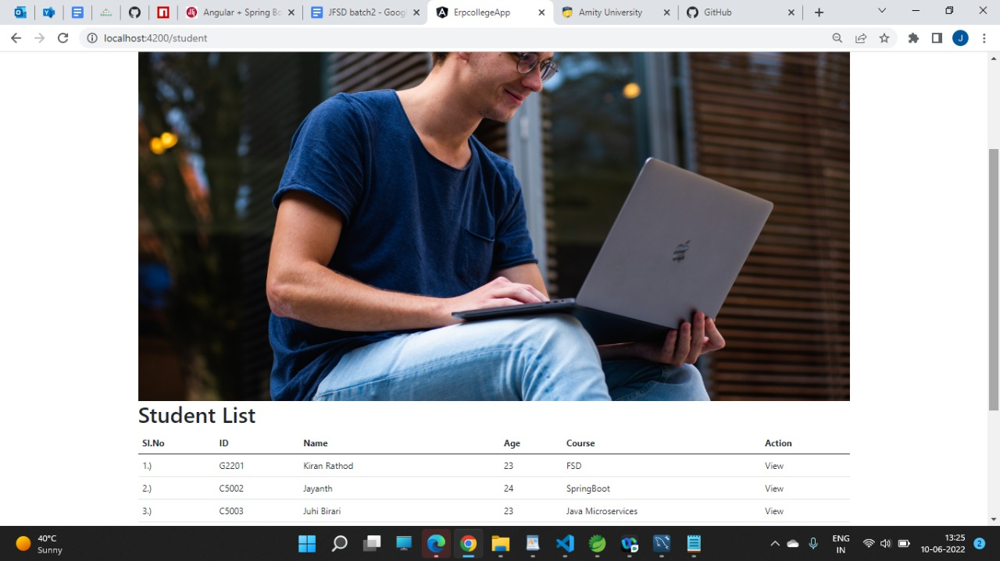 Angular + Spring Bo
JFSD batch2 - Goog
ErpcollegeApp
Amity University
GitHub
localhost:4200/student
J
Student List
Sl.No ID Name Age Course Action
1.) G2201 Kiran Rathod 23 FSD View
2.) C5002 Jayanth 24 SpringBoot View
3.) C5003 Juhi Birari 23 Java Microservices View
40°C
Sunny
ENG
IN
13:25
10-06-2022
2